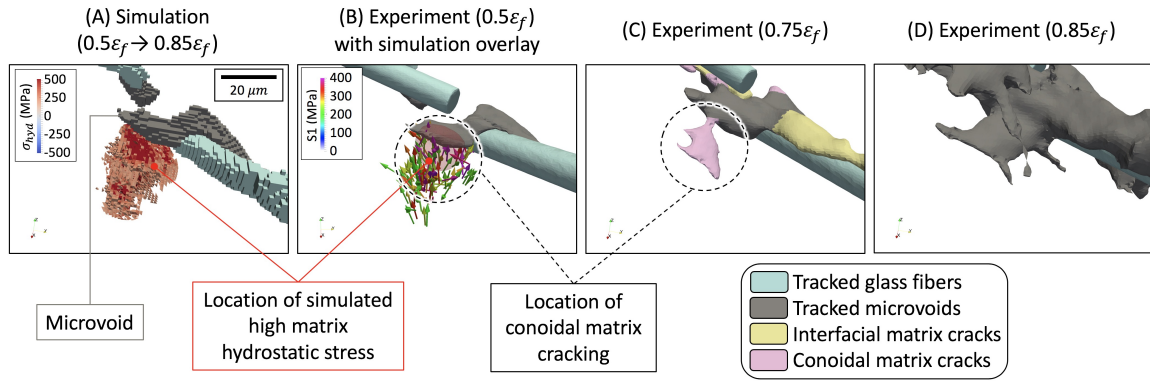 (A) Simulation
(0.5εf → 0.85εf)
(B) Experiment (0.5εf)
with simulation overlay
(C) Experiment (0.75εf)
(D) Experiment (0.85εf)
σhyd (MPa)
500
250
0
-250
-500
20 μm
S1 (MPa)
400
300
200
100
0
Microvoid
Location of simulated
high matrix
hydrostatic stress
Location of
conoidal matrix
cracking
Tracked glass fibers
Tracked microvoids
Interfacial matrix cracks
Conoidal matrix cracks